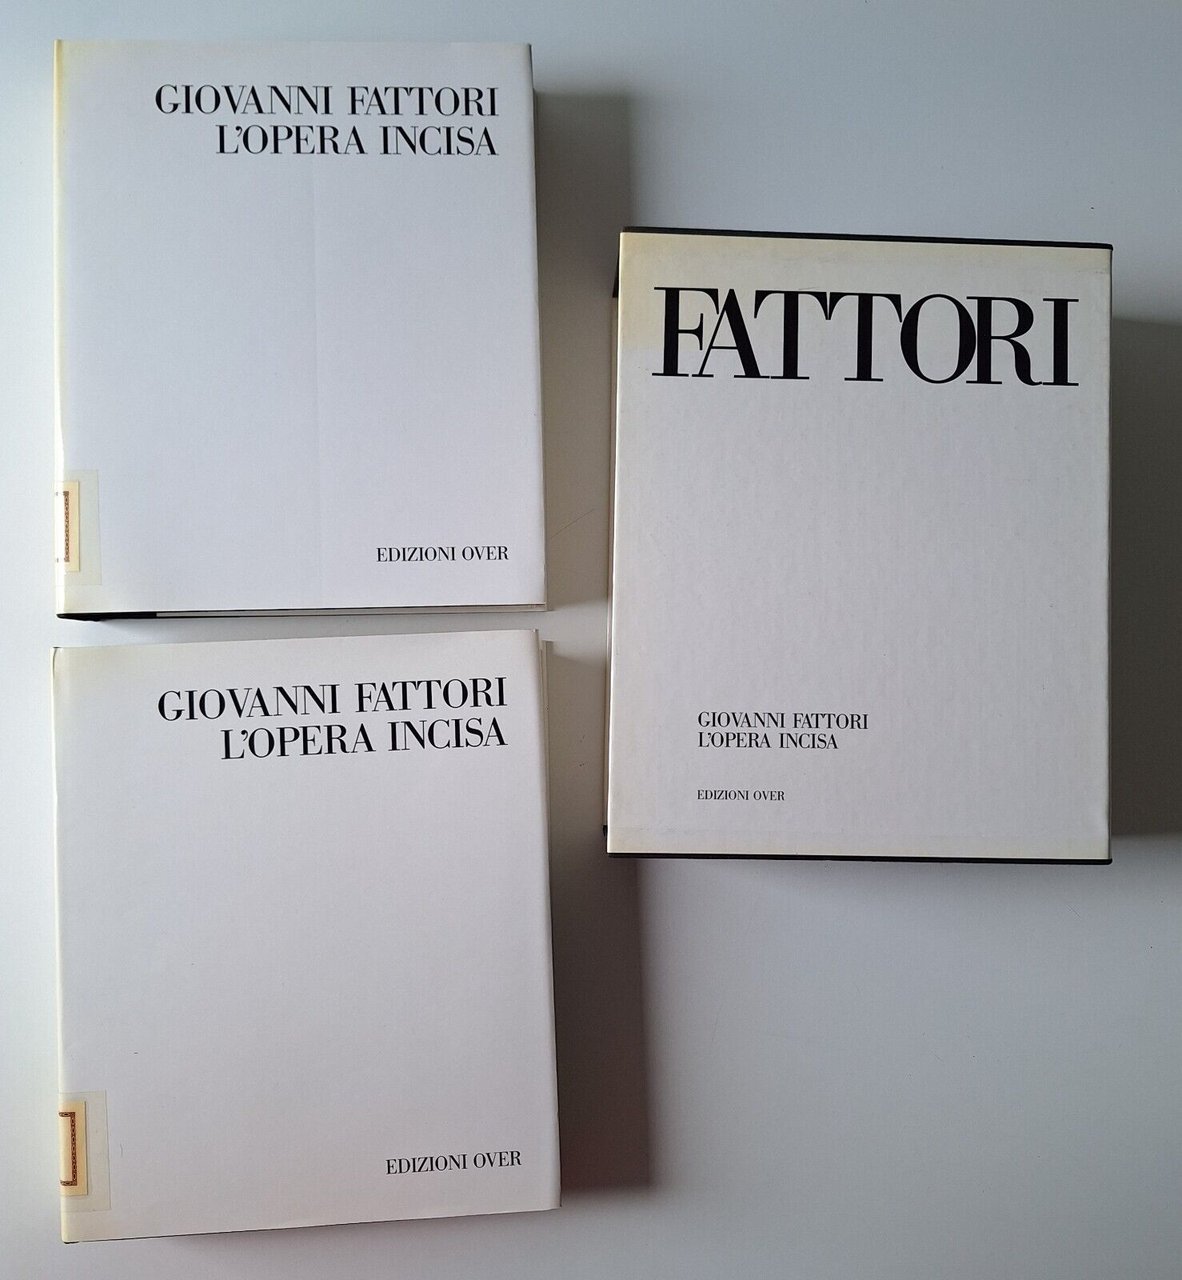 GIOVANNI FATTORI
L'OPERA INCISA
EDIZIONI OVER
FATTORI
GIOVANNI FATTORI
L'OPERA INCISA
EDIZIONI OVER
GIOVANNI FATTORI
L'OPERA INCISA
EDIZIONI OVER